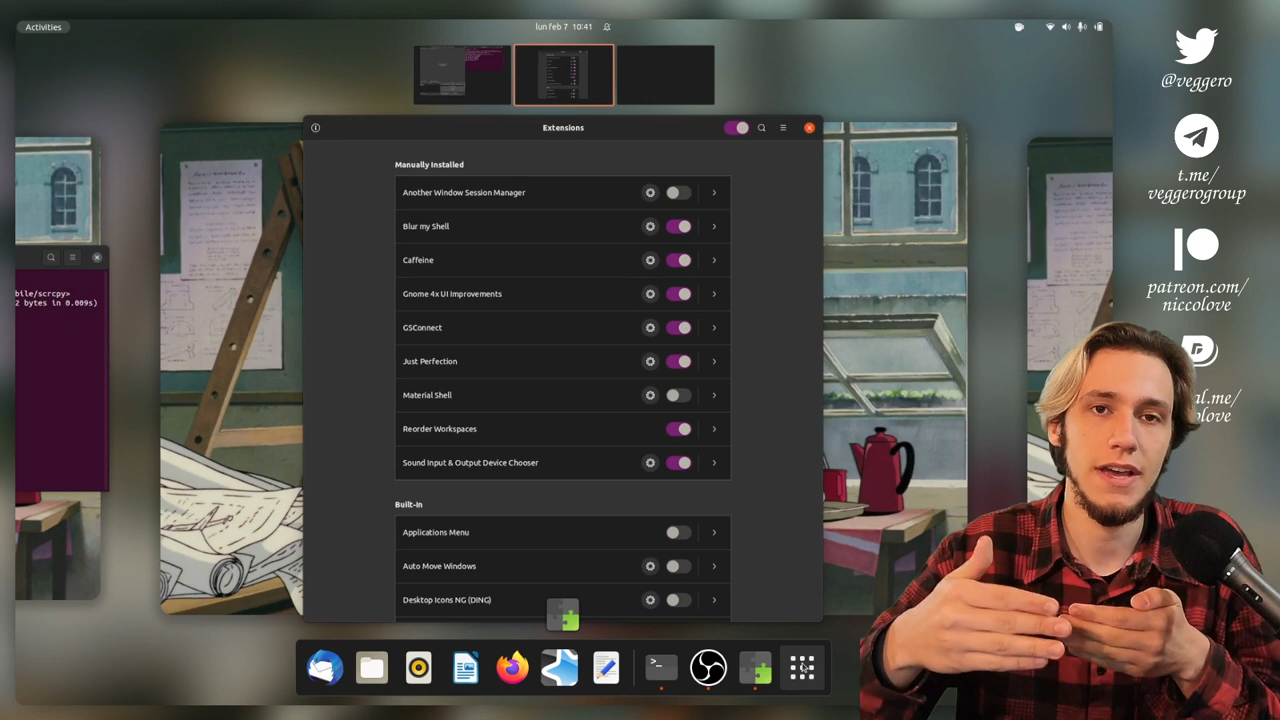 Activities
lun feb 7 10:41
Extensions
Manually Installed
Another Window Session Manager
Blur my Shell
Caffeine
Gnome 4x UI Improvements
GSConnect
Just Perfection
Material Shell
Reorder Workspaces
Sound Input & Output Device Chooser
Built-In
Applications Menu
Auto Move Windows
Desktop Icons NG (DING)
bile/scrcpy>
2 bytes in 0.009s)
@veggero
t.me/
veggerogroup
patreon.com/
niccolove
al.me/
olove